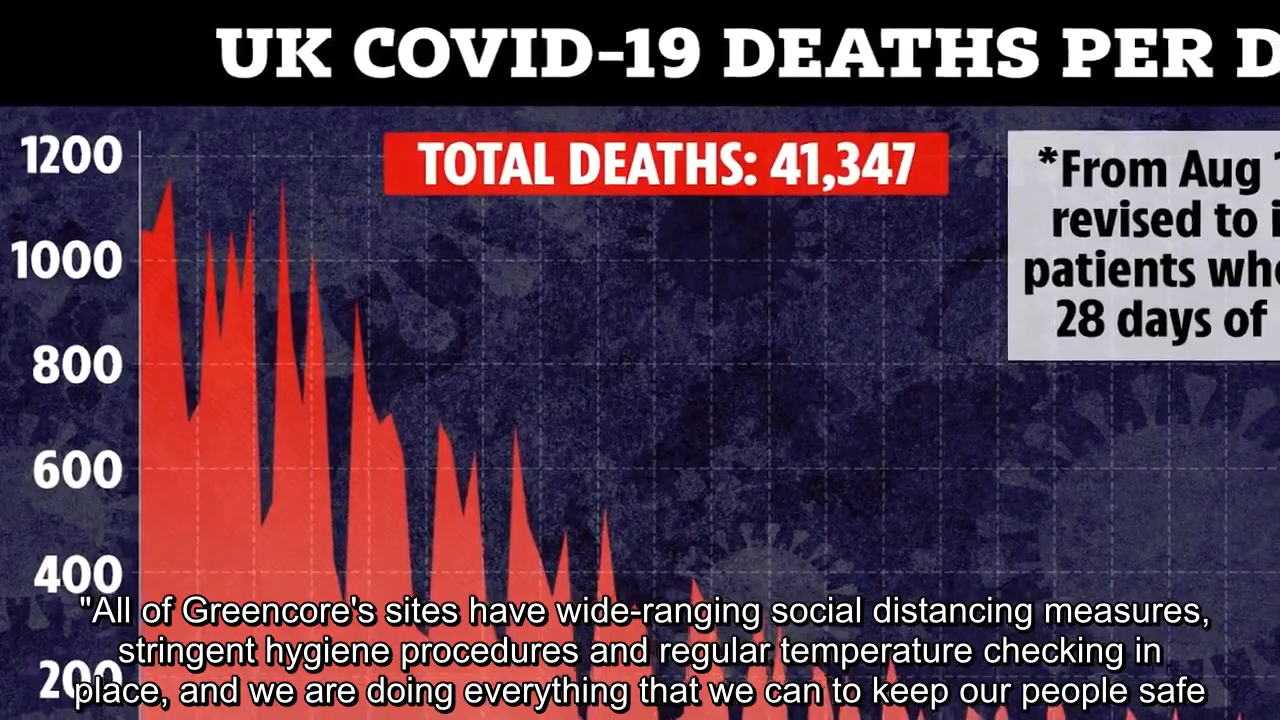 UK COVID-19 DEATHS PER D
1200
TOTAL DEATHS: 41,347
*From Aug
revised to i
patients wh
28 days of
1000
800
600
400
200
"All of Greencore's sites have wide-ranging social distancing measures,
stringent hygiene procedures and regular temperature checking in
place, and we are doing everything that we can to keep our people safe